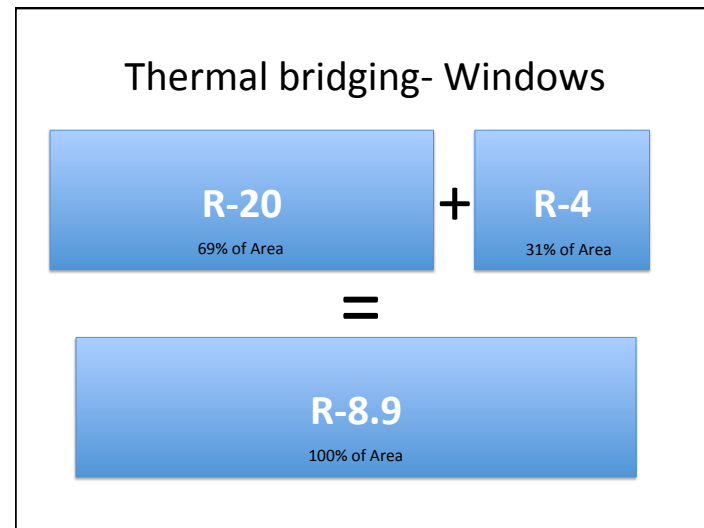 Thermal bridging- Windows
R-20
69% of Area
+
R-4
31% of Area
=
R-8.9
100% of Area